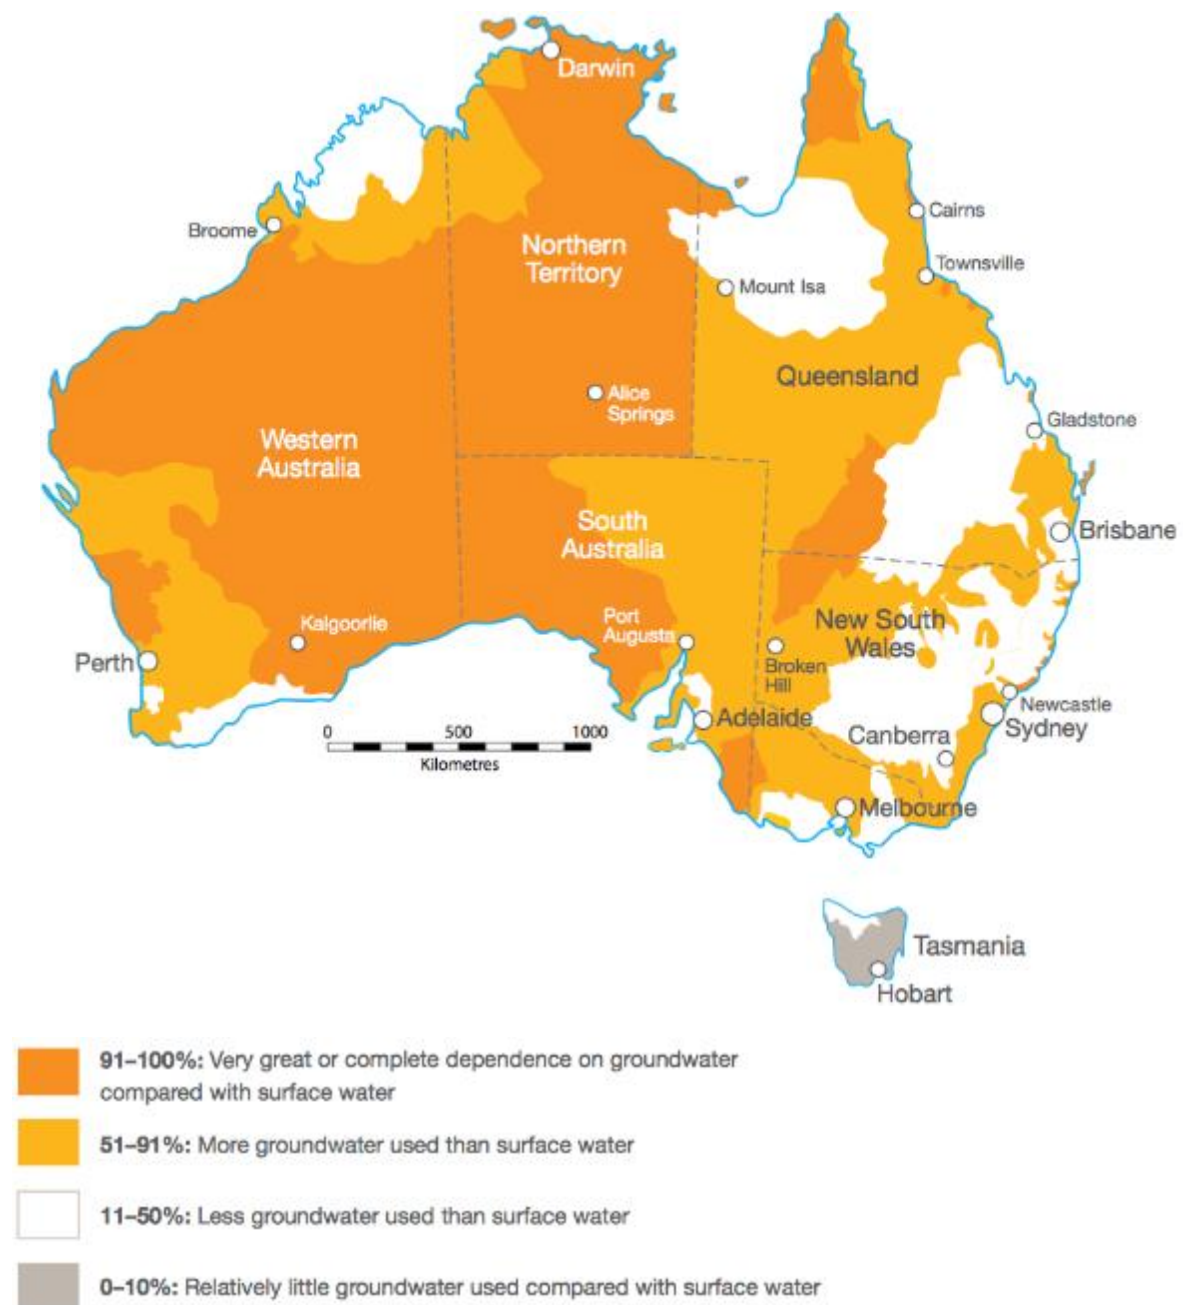 Darwin
Cairns
Broome
Northern
Territory
Townsville
Mount Isa
Queensland
Alice
Springs
Gladstone
Western
Australia
South
Australia
Brisbane
Port
Augusta
Kalgoorlie
New South
Wales
Perth
Broken
Hill
Newcastle
Adelaide
Sydney
Canberra
0 500 1000
Kilometres
Melbourne
Tasmania
Hobart
91–100%: Very great or complete dependence on groundwater
compared with surface water
51–91%: More groundwater used than surface water
11–50%: Less groundwater used than surface water
0–10%: Relatively little groundwater used compared with surface water